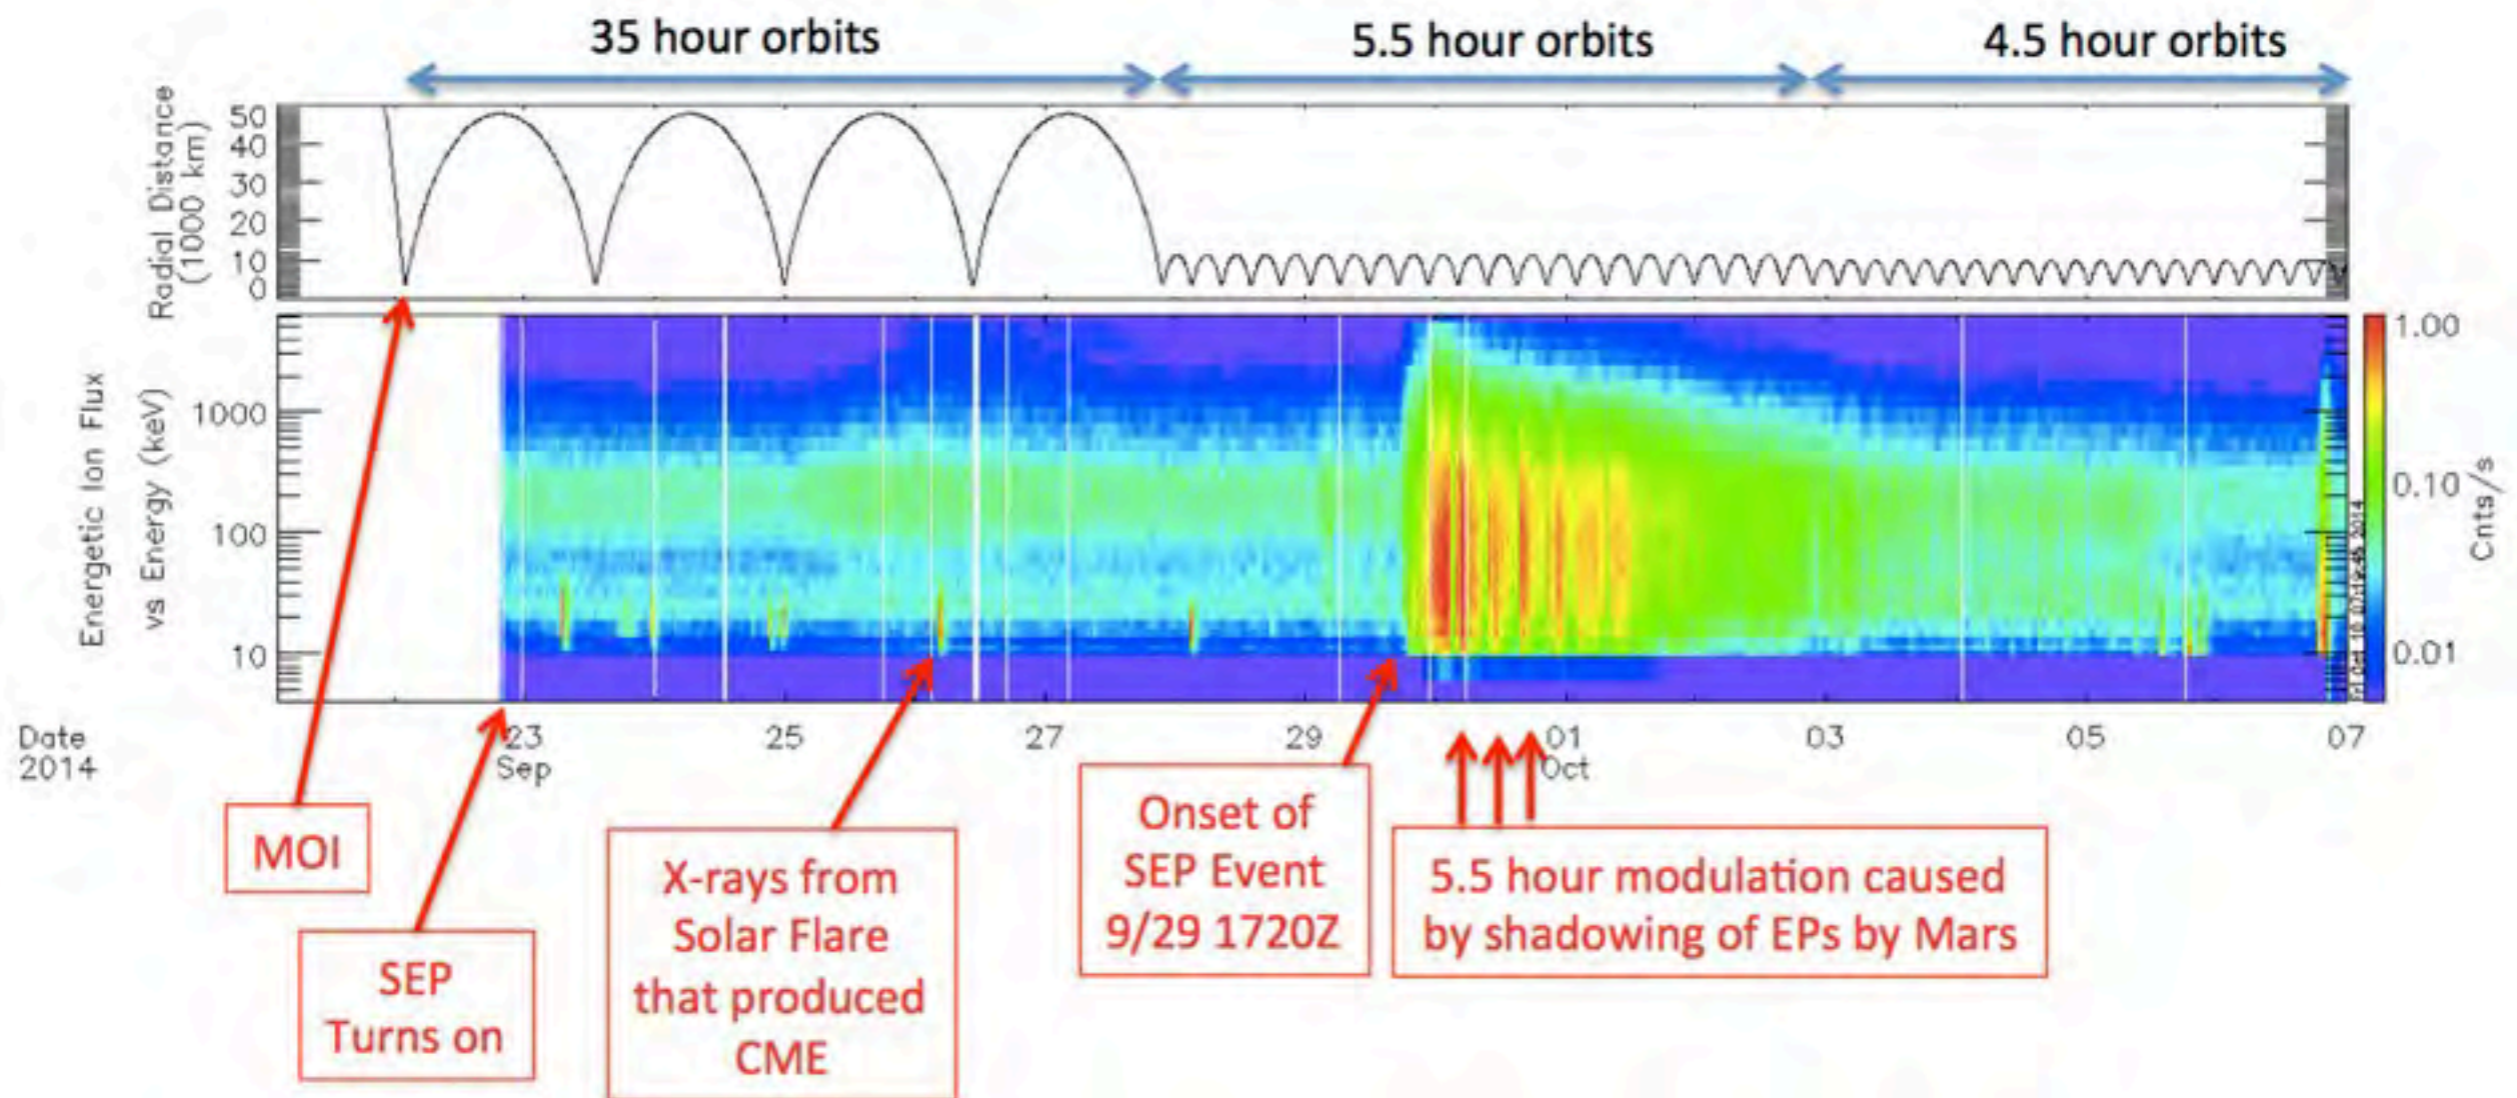 35 hour orbits 5.5 hour orbits 4.5 hour orbits
Radial Distance
(1000 km)
50
40
30
20
10
0
Energetic Ion Flux
vs Energy (keV)
1000
100
10
1.00
0.10
0.01
Cnts/s
Date
2014
23 25 27 29 01 03 05 07
Sep Oct
MOI
SEP
Turns on
X-rays from
Solar Flare
that produced
CME
Onset of
SEP Event
9/29 1720Z
5.5 hour modulation caused
by shadowing of EPs by Mars